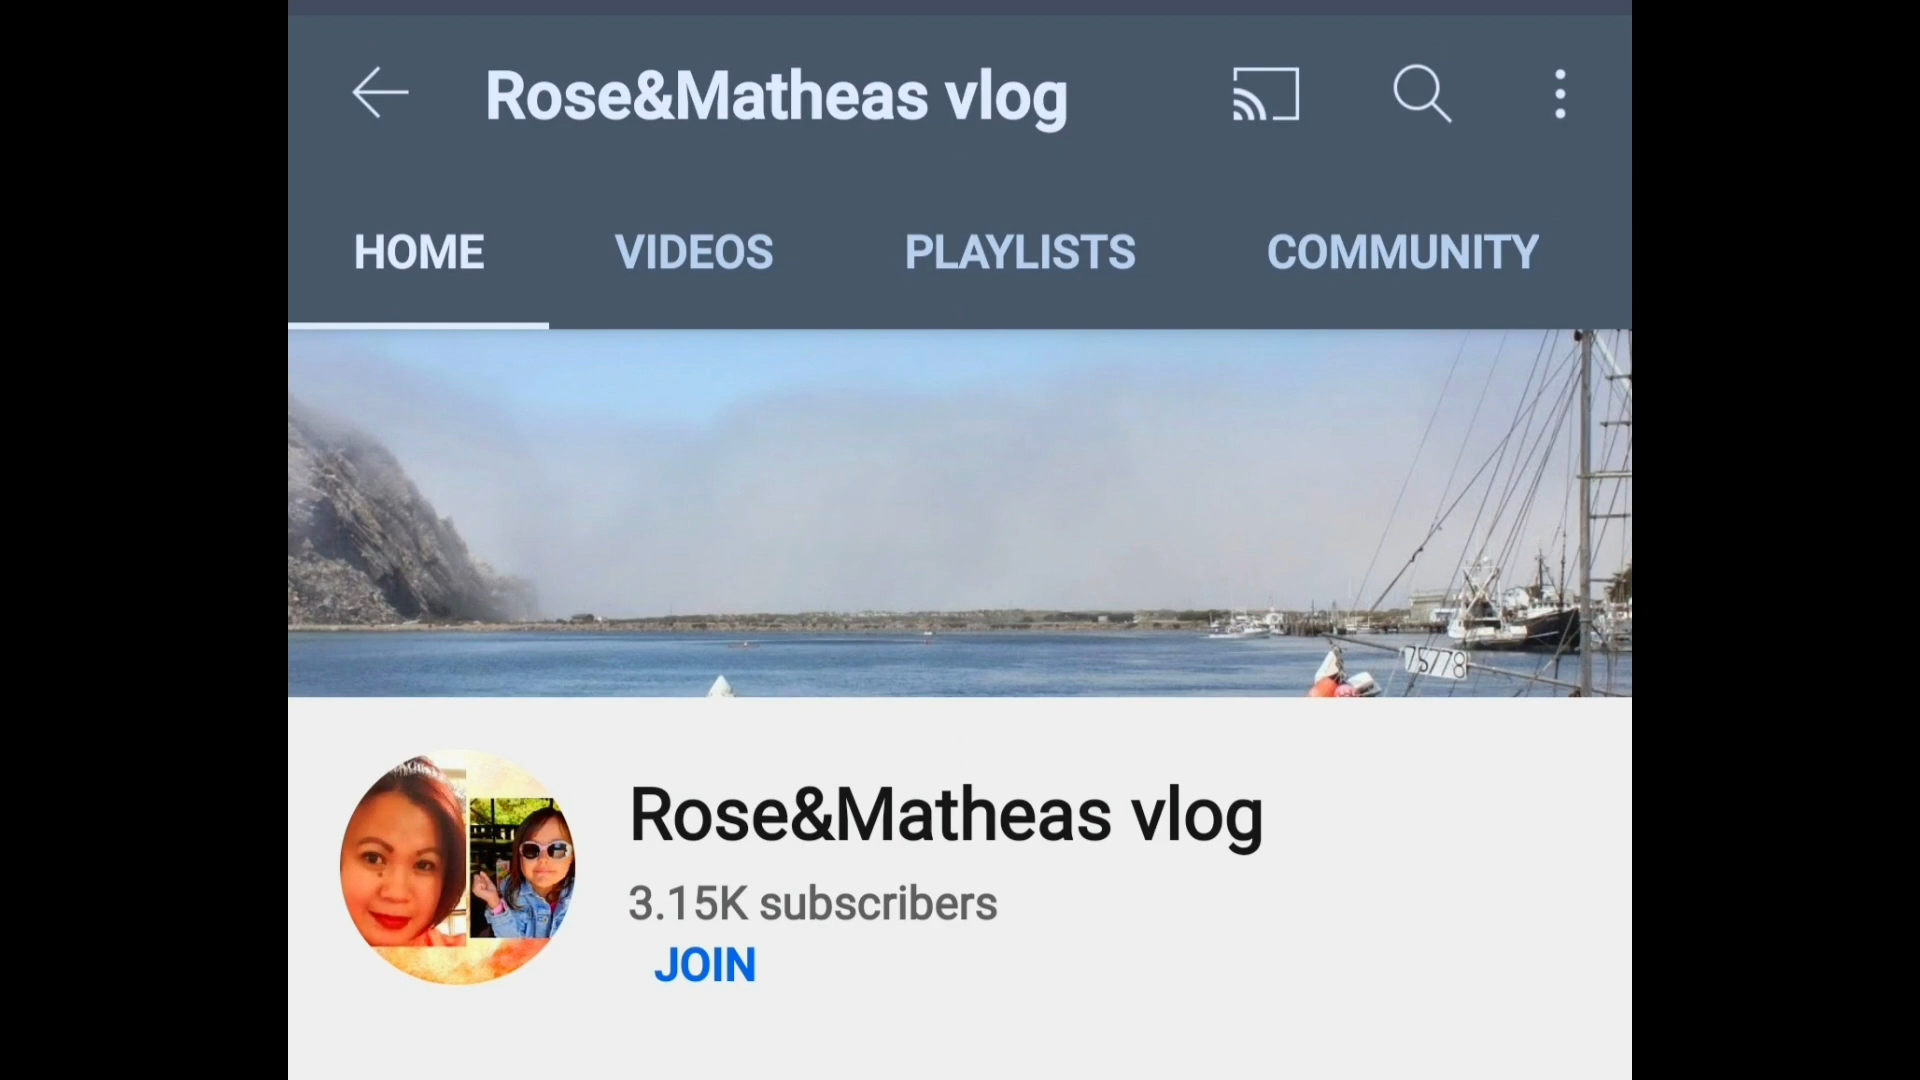 Rose&Matheas vlog
HOME VIDEOS PLAYLISTS COMMUNITY
75778
Rose&Matheas vlog
3.15K subscribers
JOIN